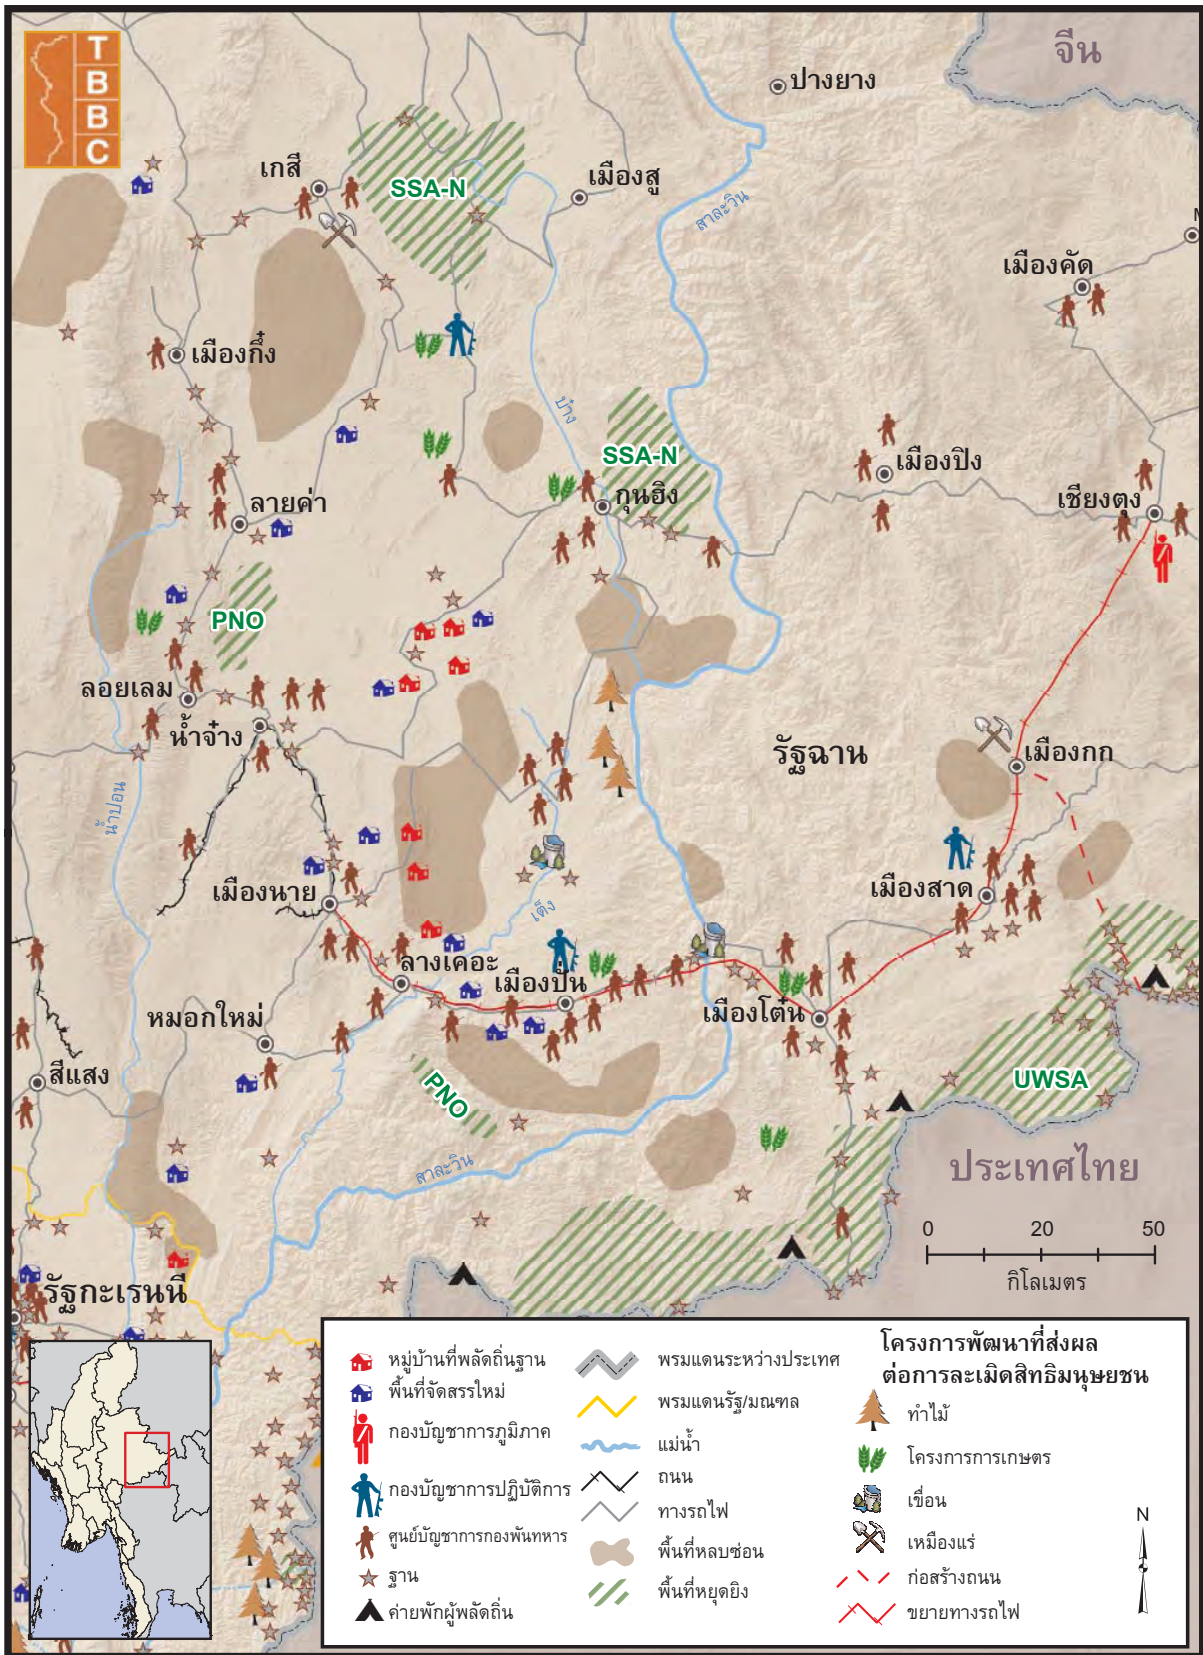 T
B
B
C
จีน
ปางยาง
เกสี
SSA-N
เมืองสู
สาละวิน
เมืองคัด
เมืองกึ๋ง
ป๋าง
SSA-N
กุนฮิง
เมืองปิง
เชียงตุง
ลายค่า
PNO
ลอยเลม
น้ำจ๋าง
น้ำปอน
รัฐฉาน
เมืองกก
เมืองหนาย
เต็ง
เมืองสาด
ลางเคอะ
เมืองปั่น
เมืองโต๋น
หมอกใหม่
สีแสง
PNO
UWSA
สาละวิน
ประเทศไทย
0 20 50
กิโลเมตร
รัฐกะเรนนี
หมู่บ้านที่พลัดถิ่นฐาน
พื้นที่จัดสรรใหม่
กองบัญชาการภูมิภาค
กองบัญชาการปฏิบัติการ
ศูนย์บัญชาการกองพันทหาร
ฐาน
ค่ายพักผู้พลัดถิ่น
พรมแดนระหว่างประเทศ
พรมแดนรัฐ/มณฑล
แม่น้ำ
ถนน
ทางรถไฟ
พื้นที่หลบซ่อน
พื้นที่หยุดยิง
โครงการพัฒนาที่ส่งผล
ต่อการละเมิดสิทธิมนุษยชน
ทำไม้
โครงการการเกษตร
เขื่อน
เหมืองแร่
ก่อสร้างถนน
ขยายทางรถไฟ
N